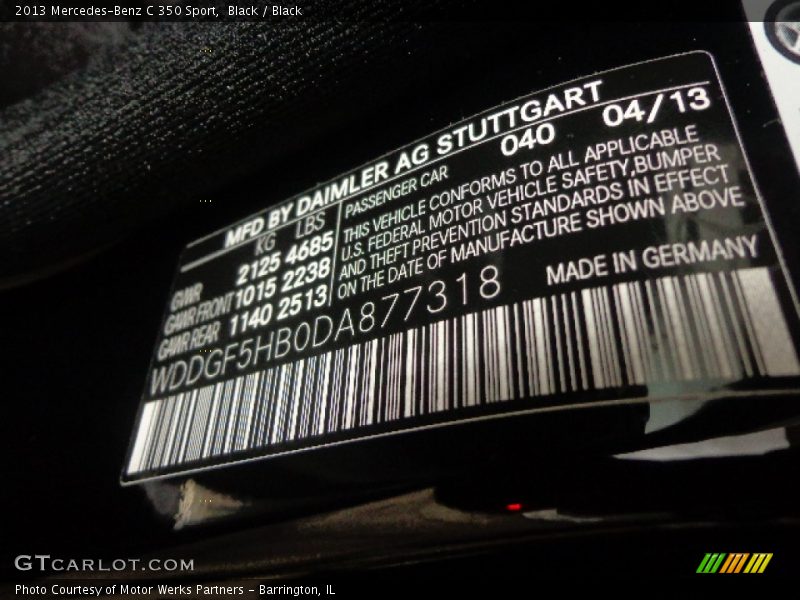 2013 Mercedes-Benz C 350 Sport, Black / Black
MFD BY DAIMLER AG STUTTGART
KG LBS
GWR 2125 4685
GAWR FRONT 1015 2238
GAWR REAR 1140 2513
PASSENGER CAR 040 04/13
THIS VEHICLE CONFORMS TO ALL APPLICABLE
U.S. FEDERAL MOTOR VEHICLE SAFETY,BUMPER
AND THEFT PREVENTION STANDARDS IN EFFECT
ON THE DATE OF MANUFACTURE SHOWN ABOVE
WDDGF5HB0DA877318 MADE IN GERMANY
GTCARLOT.COM
Photo Courtesy of Motor Werks Partners - Barrington, IL